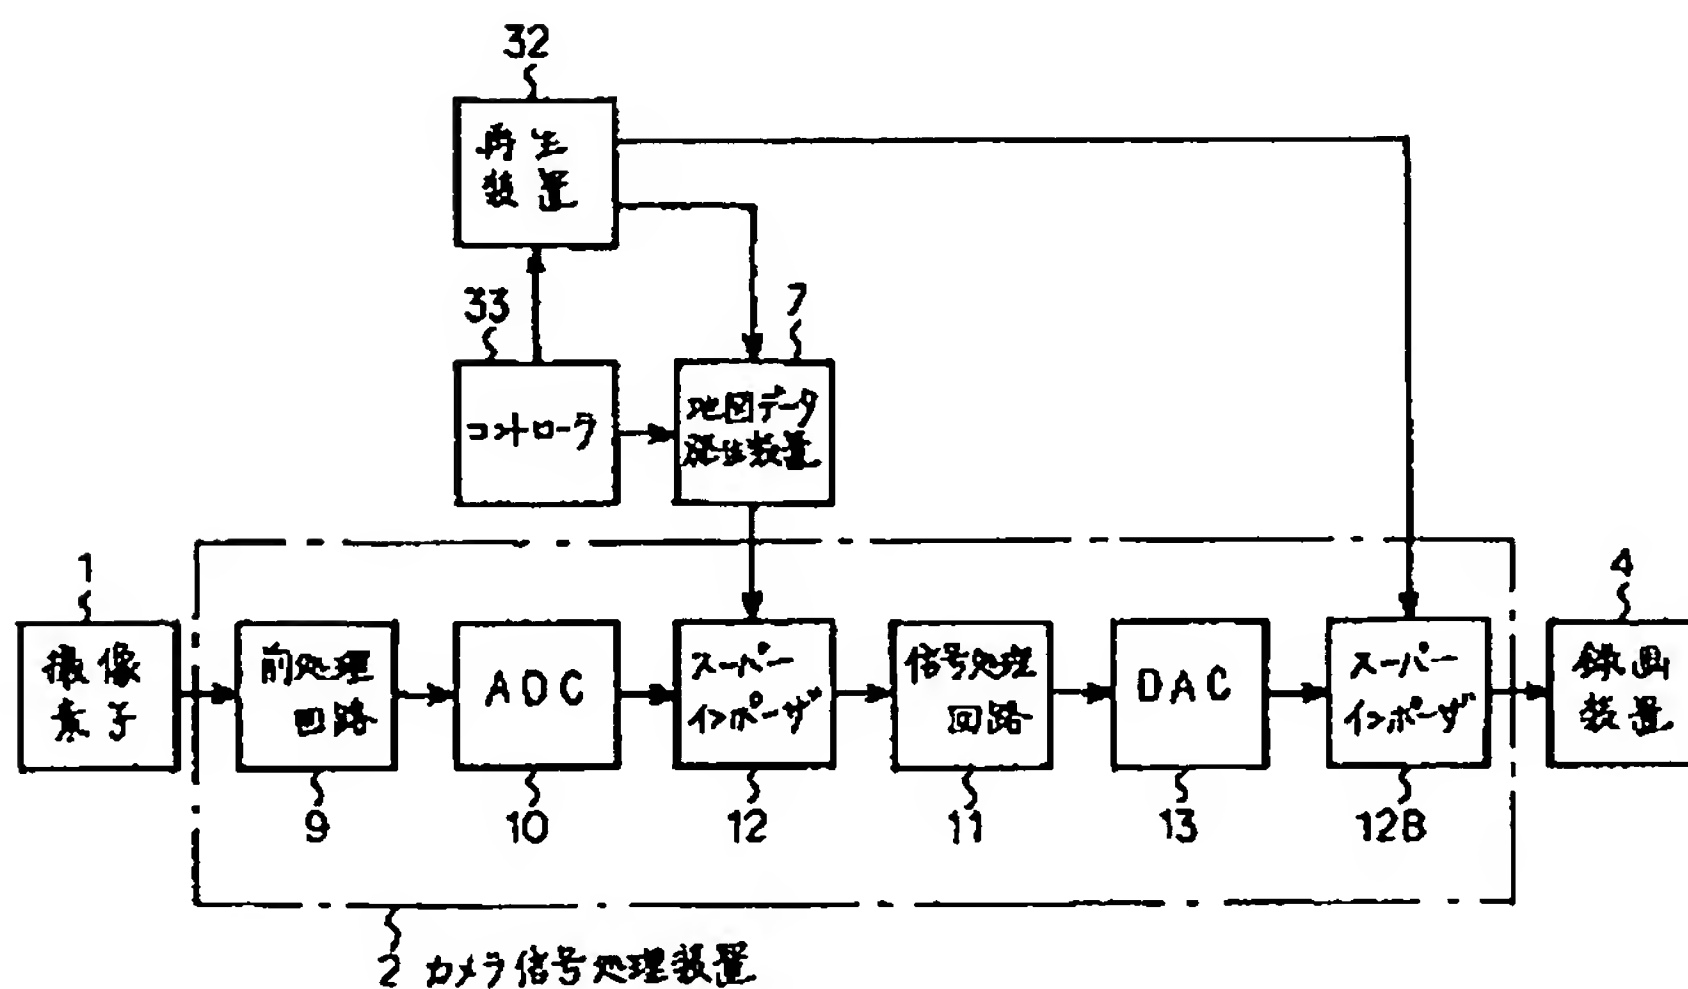 32
再生
装置
33
7
コントローラ
地図データ
発生装置
1
4
撮像
素子
前処理
回路
ADC
スーパー
インポーザ
信号処理
回路
DAC
スーパー
インポーザ
録画
装置
9
10
12
11
13
12B
2 カメラ信号処理装置